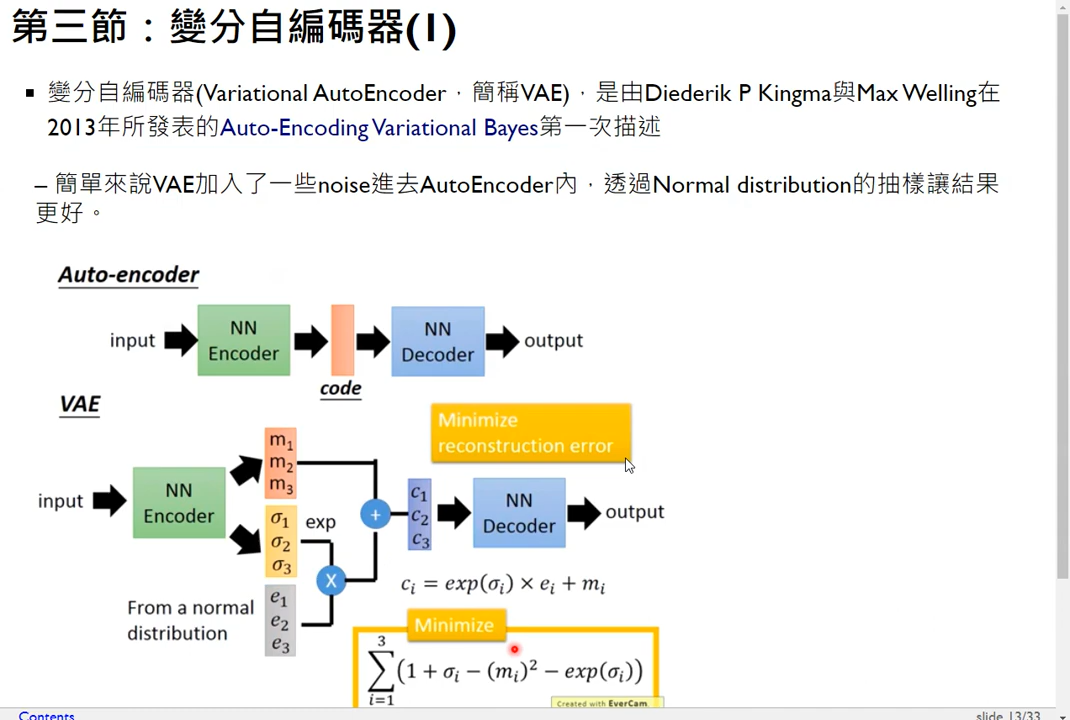 第三節：變分自編碼器(1)
▪ 變分自編碼器(Variational AutoEncoder，簡稱VAE)，是由Diederik P Kingma與Max Welling在
2013年所發表的Auto-Encoding Variational Bayes第一次描述
– 簡單來說VAE加入了一些noise進去AutoEncoder內，透過Normal distribution的抽樣讓結果
更好。
Auto-encoder
input
NN
Encoder
code
NN
Decoder
output
VAE
input
NN
Encoder
m₁
m₂
m₃
σ₁
σ₂
σ₃
exp
From a normal
distribution
e₁
e₂
e₃
X
+
c₁
c₂
c₃
Minimize
reconstruction error
NN
Decoder
output
cᵢ = exp(σᵢ) × eᵢ + mᵢ
Minimize
3
∑(1 + σᵢ − (mᵢ)² − exp(σᵢ))
i=1
Created with EverCam.
Contents
slide 13/33